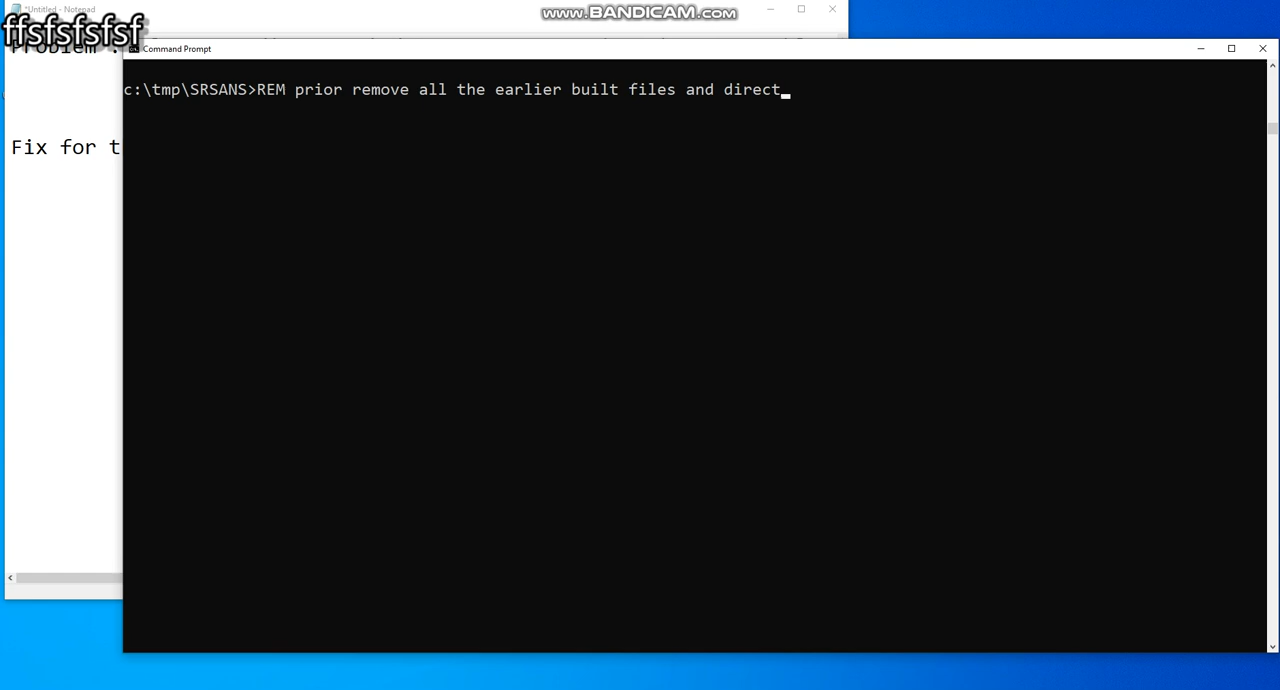 *Untitled - Notepad
www.BANDICAM.com
ffsfsfsfsf
Problem :
Command Prompt
c:\tmp\SRSANS>REM prior remove all the earlier built files and direct
Fix for t